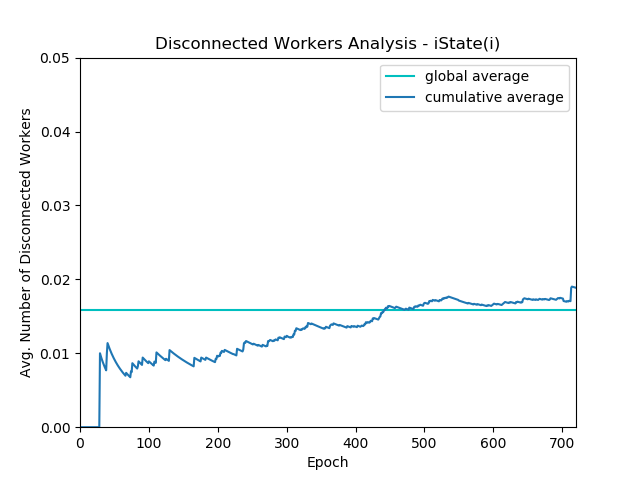 Disconnected Workers Analysis - iState(i)
global average
cumulative average
Avg. Number of Disconnected Workers
0.05
0.04
0.03
0.02
0.01
0.00
0 100 200 300 400 500 600 700
Epoch